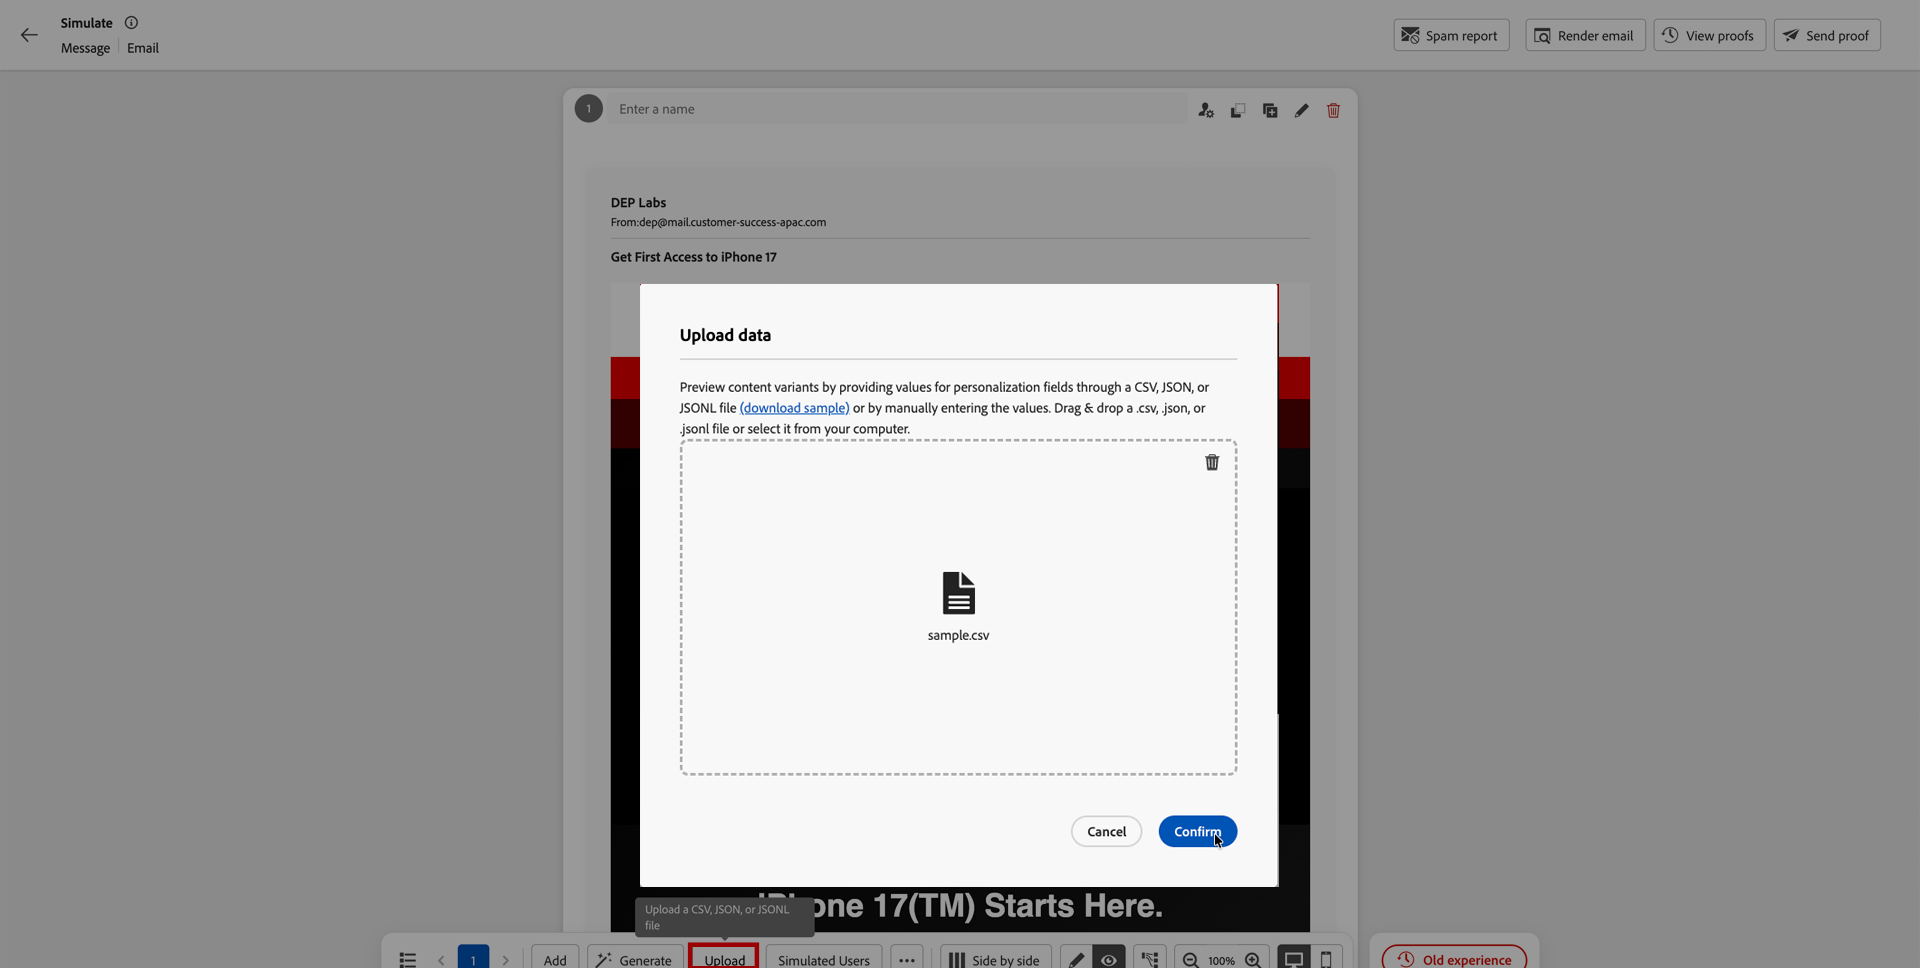 Simulate
Message Email
Spam report
Render email
View proofs
Send proof
1
Enter a name
DEP Labs
From:dep@mail.customer-success-apac.com
Get First Access to iPhone 17
Upload data
Preview content variants by providing values for personalization fields through a CSV, JSON, or
JSONL file (download sample) or by manually entering the values. Drag & drop a .csv, .json, or
.jsonl file or select it from your computer.
sample.csv
Cancel
Confirm
iPhone 17(TM) Starts Here.
Upload a CSV, JSON, or JSONL
file
1
Add
Generate
Upload
Simulated Users
Side by side
100%
Old experience